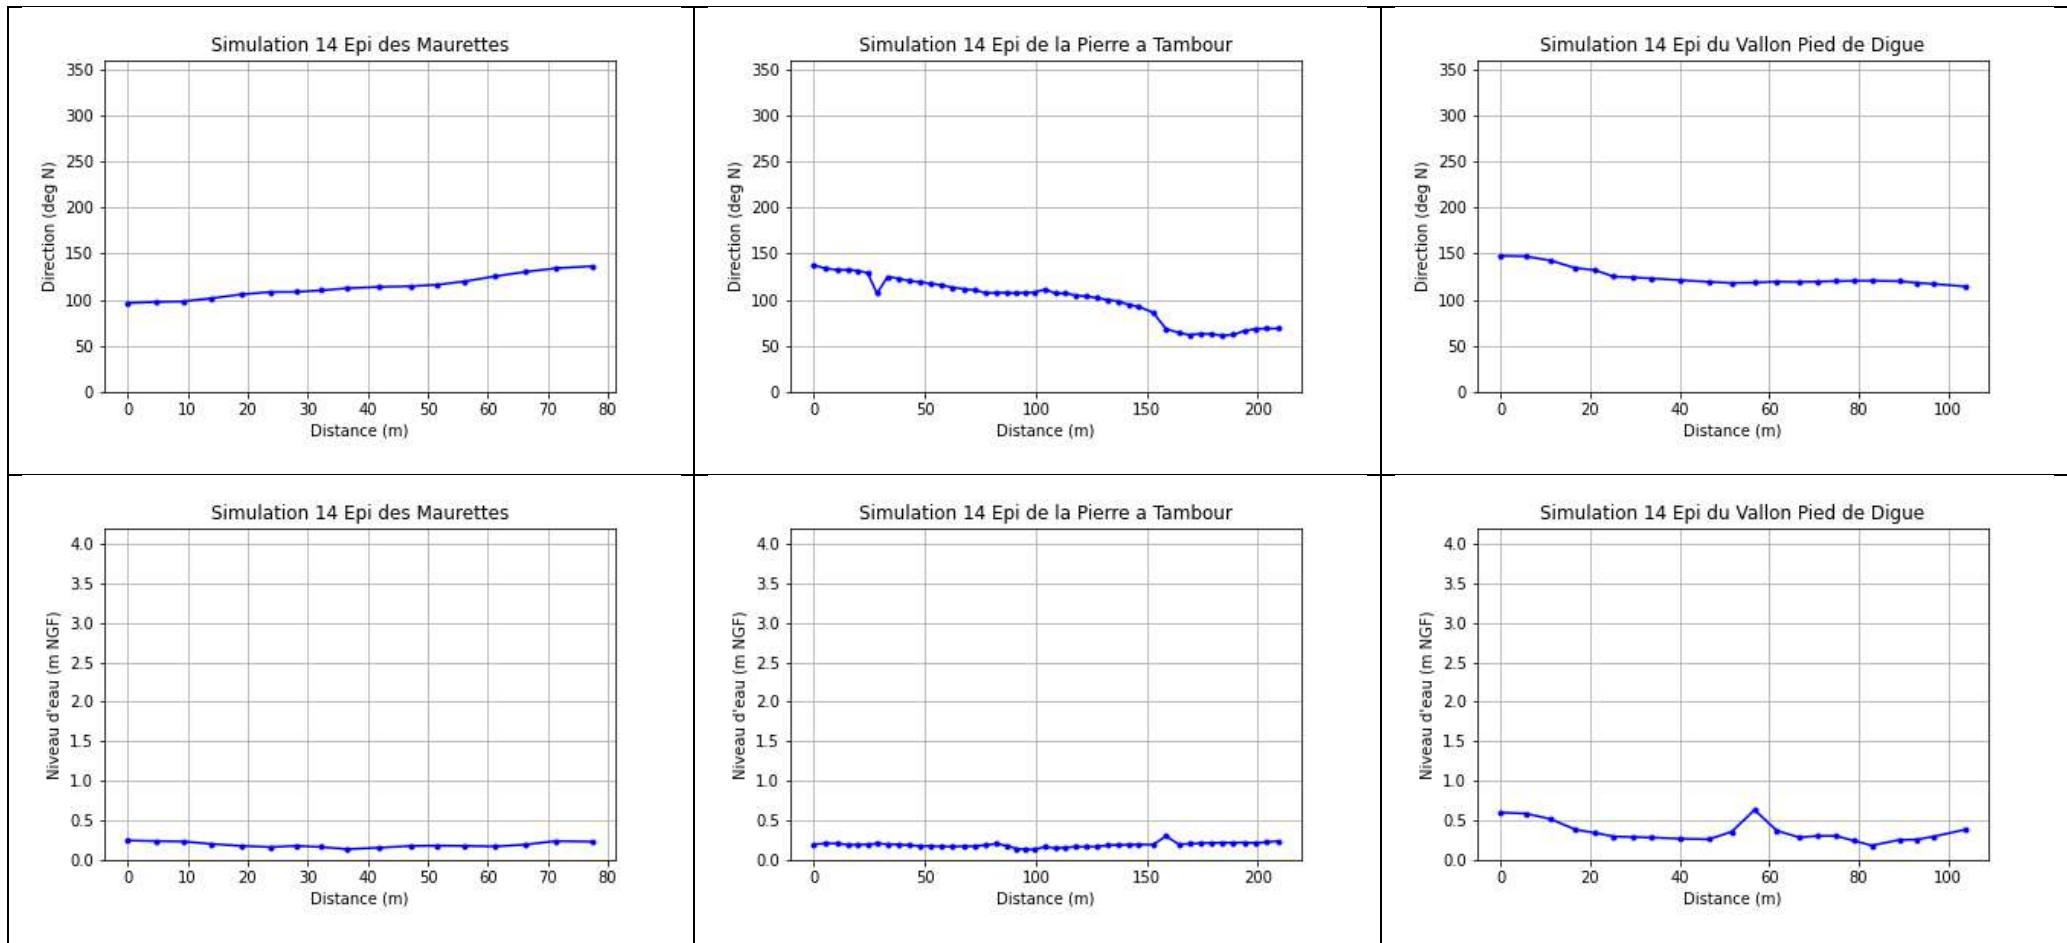 Simulation 14 Epi des Maurettes
350
300
250
200
150
100
50
0
Direction (deg N)
0 10 20 30 40 50 60 70 80
Distance (m)
Simulation 14 Epi de la Pierre a Tambour
350
300
250
200
150
100
50
0
Direction (deg N)
0 50 100 150 200
Distance (m)
Simulation 14 Epi du Vallon Pied de Digue
350
300
250
200
150
100
50
0
Direction (deg N)
0 20 40 60 80 100
Distance (m)
Simulation 14 Epi des Maurettes
4.0
3.5
3.0
2.5
2.0
1.5
1.0
0.5
0.0
Niveau d'eau (m NGF)
0 10 20 30 40 50 60 70 80
Distance (m)
Simulation 14 Epi de la Pierre a Tambour
4.0
3.5
3.0
2.5
2.0
1.5
1.0
0.5
0.0
Niveau d'eau (m NGF)
0 50 100 150 200
Distance (m)
Simulation 14 Epi du Vallon Pied de Digue
4.0
3.5
3.0
2.5
2.0
1.5
1.0
0.5
0.0
Niveau d'eau (m NGF)
0 20 40 60 80 100
Distance (m)